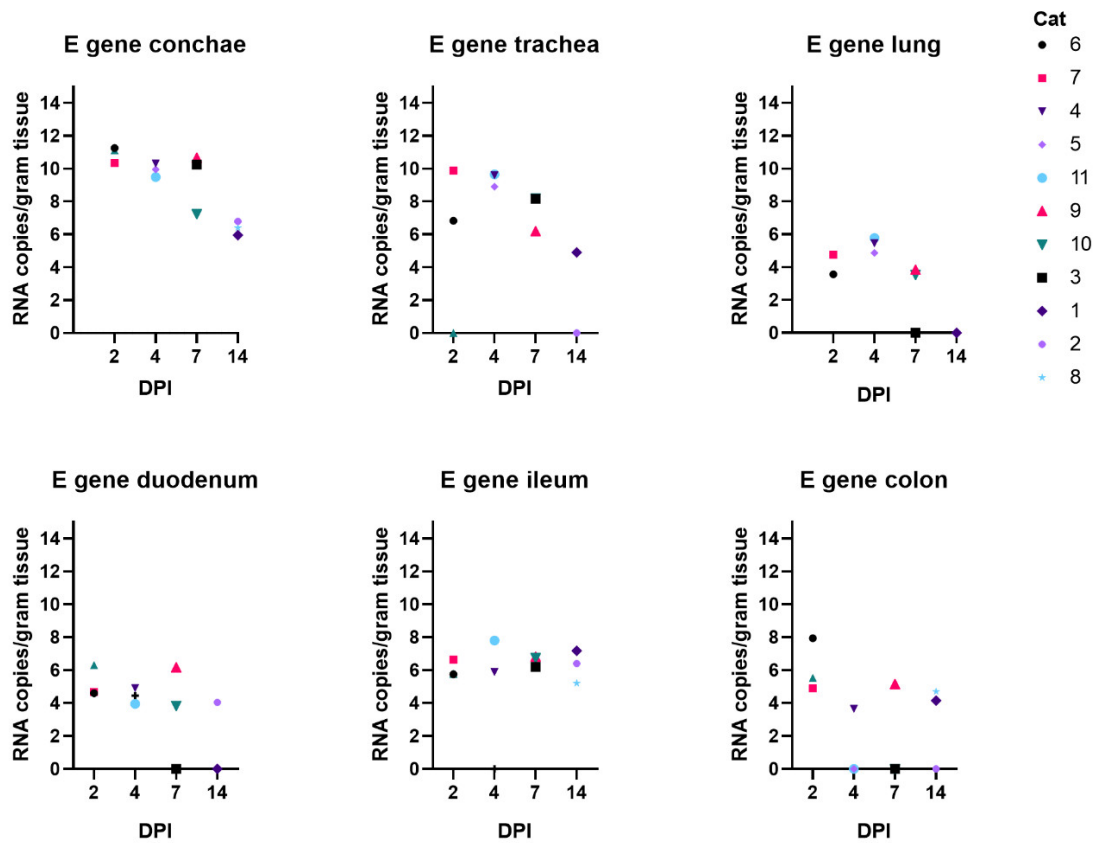 E gene conchae
RNA copies/gram tissue
14
12
10
8
6
4
2
0
2 4 7 14
DPI
E gene trachea
RNA copies/gram tissue
14
12
10
8
6
4
2
0
2 4 7 14
DPI
E gene lung
RNA copies/gram tissue
14
12
10
8
6
4
2
0
2 4 7 14
DPI
Cat
6
7
4
5
11
9
10
3
1
2
8
E gene duodenum
RNA copies/gram tissue
14
12
10
8
6
4
2
0
2 4 7 14
DPI
E gene ileum
RNA copies/gram tissue
14
12
10
8
6
4
2
0
2 4 7 14
DPI
E gene colon
RNA copies/gram tissue
14
12
10
8
6
4
2
0
2 4 7 14
DPI